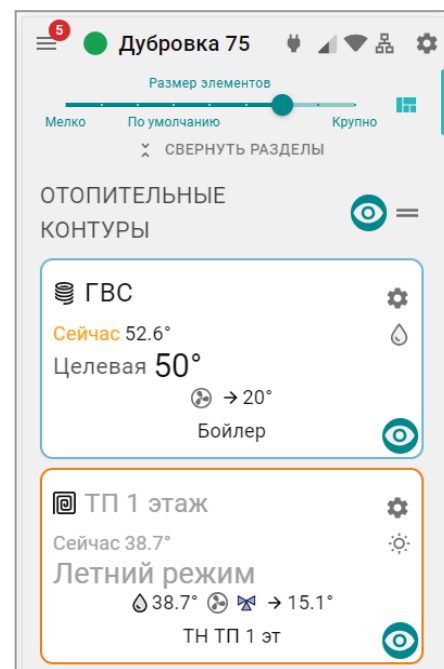 5
Дубровка 75
Размер элементов
Мелко По умолчанию Крупно
СВЕРНУТЬ РАЗДЕЛЫ
ОТОПИТЕЛЬНЫЕ
КОНТУРЫ
ГВС
Сейчас 52.6°
Целевая 50°
→ 20°
Бойлер
ТП 1 этаж
Сейчас 38.7°
Летний режим
38.7° → 15.1°
ТН ТП 1 эт